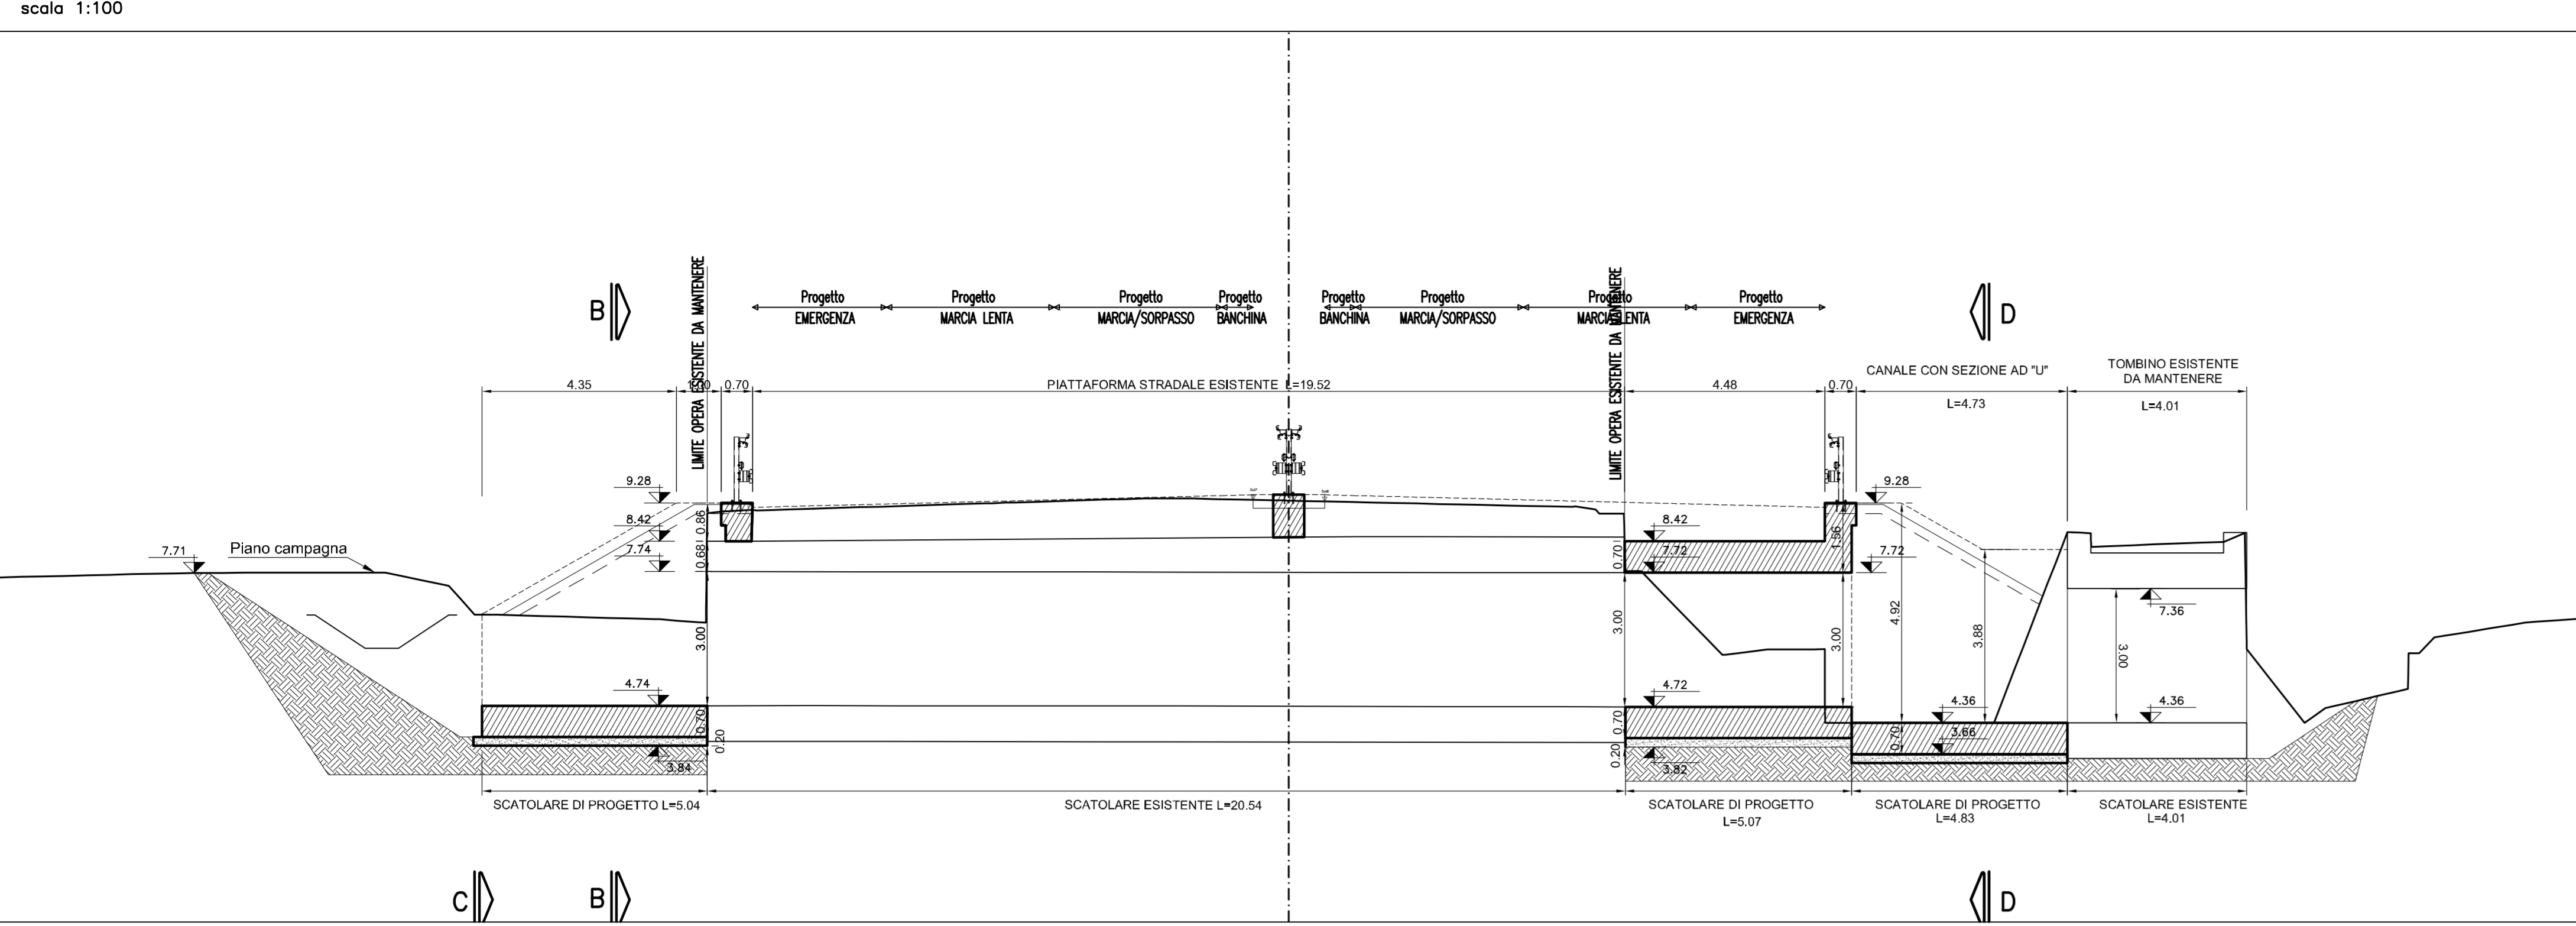 scala 1:100
B
LIMITE OPERA ESISTENTE DA MANTENERE
Progetto
EMERGENZA
Progetto
MARCIA LENTA
Progetto
MARCIA/SORPASSO
Progetto
BANCHINA
Progetto
BANCHINA
Progetto
MARCIA/SORPASSO
Progetto
MARCIA LENTA
LIMITE OPERA ESISTENTE DA MANTENERE
Progetto
EMERGENZA
D
4.35
0.70
PIATTAFORMA STRADALE ESISTENTE L=19.52
4.48
0.70
CANALE CON SEZIONE AD "U"
L=4.73
TOMBINO ESISTENTE
DA MANTENERE
L=4.01
9.28
8.42
7.74
0.86
0.68
3.00
7.71
Piano campagna
8.42
7.72
0.70
3.00
1.56
3.00
9.28
7.72
4.92
3.88
7.36
3.00
4.74
0.70
0.20
3.84
4.72
0.70
0.20
3.82
4.36
3.66
0.70
4.36
SCATOLARE DI PROGETTO L=5.04
SCATOLARE ESISTENTE L=20.54
SCATOLARE DI PROGETTO
L=5.07
SCATOLARE DI PROGETTO
L=4.83
SCATOLARE ESISTENTE
L=4.01
C
B
D